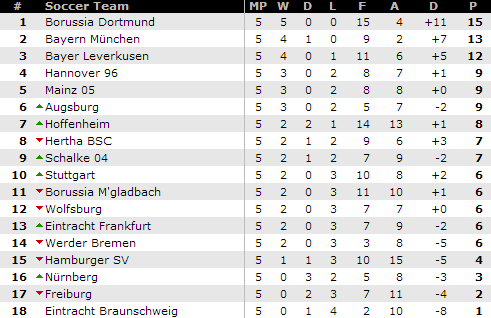 # Soccer Team MP W D L F A D P
1 Borussia Dortmund 5 5 0 0 15 4 +11 15
2 Bayern München 5 4 1 0 9 2 +7 13
3 Bayer Leverkusen 5 4 0 1 11 6 +5 12
4 Hannover 96 5 3 0 2 8 7 +1 9
5 Mainz 05 5 3 0 2 8 8 +0 9
6 Augsburg 5 3 0 2 5 7 -2 9
7 Hoffenheim 5 2 2 1 14 13 +1 8
8 Hertha BSC 5 2 1 2 9 6 +3 7
9 Schalke 04 5 2 1 2 7 9 -2 7
10 Stuttgart 5 2 0 3 10 8 +2 6
11 Borussia M'gladbach 5 2 0 3 11 10 +1 6
12 Wolfsburg 5 2 0 3 7 7 +0 6
13 Eintracht Frankfurt 5 2 0 3 7 9 -2 6
14 Werder Bremen 5 2 0 3 3 8 -5 6
15 Hamburger SV 5 1 1 3 10 15 -5 4
16 Nürnberg 5 0 3 2 5 8 -3 3
17 Freiburg 5 0 2 3 7 11 -4 2
18 Eintracht Braunschweig 5 0 1 4 2 10 -8 1